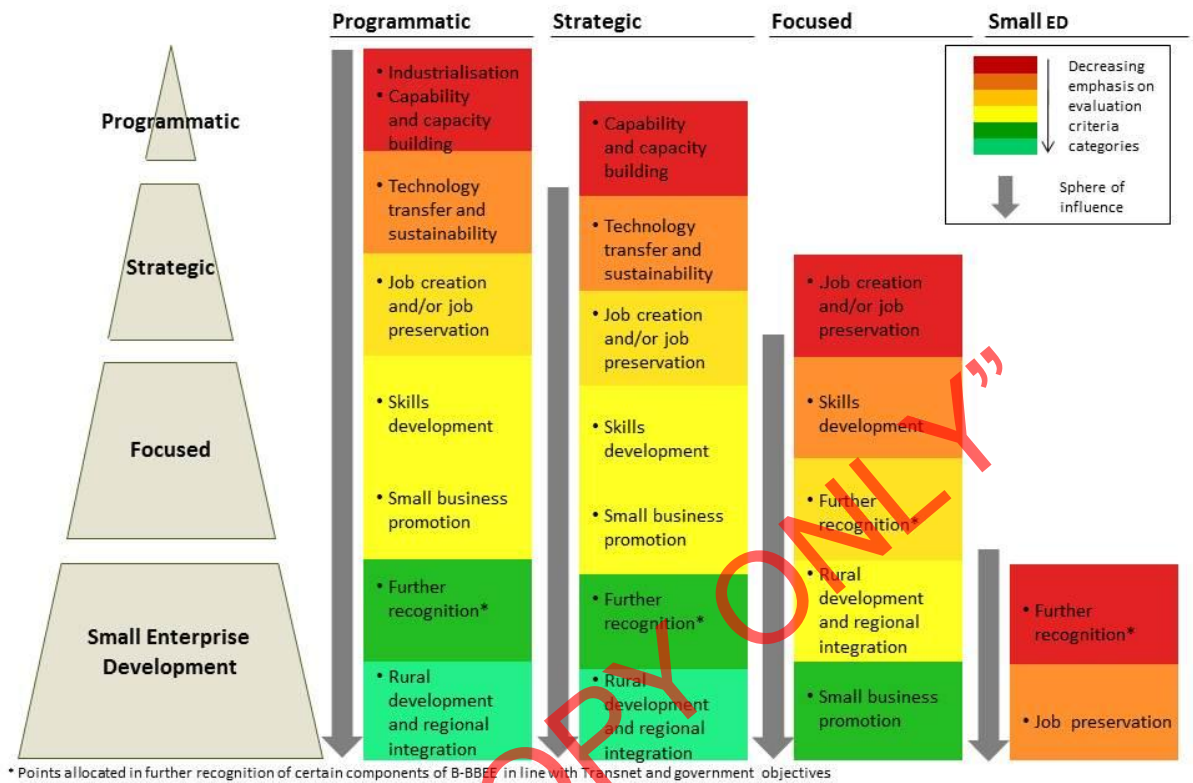 Programmatic
Strategic
Focused
Small ED
Programmatic
Strategic
Focused
Small Enterprise
Development
• Industrialisation
• Capability
and capacity
building
• Technology
transfer and
sustainability
• Job creation
and/or job
preservation
• Skills
development
• Small business
promotion
• Further
recognition*
• Rural
development
and regional
integration
• Capability
and capacity
building
• Technology
transfer and
sustainability
• Job creation
and/or job
preservation
• Skills
development
• Small business
promotion
• Further
recognition*
• Rural
development
and regional
integration
• Job creation
and/or job
preservation
• Skills
development
• Further
recognition*
• Rural
development
and regional
integration
• Small business
promotion
• Further
recognition*
• Job preservation
Decreasing
emphasis on
evaluation
criteria
categories
Sphere of
influence
OPY ONLY”
* Points allocated in further recognition of certain components of B-BBEE in line with Transnet and government objectives